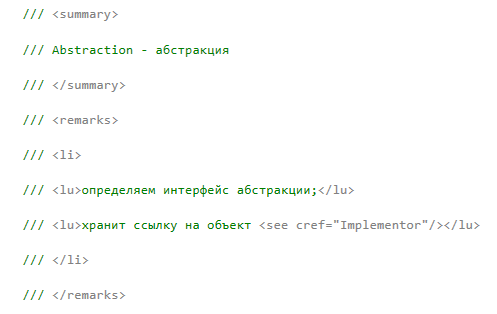 /// <summary>
/// Abstraction - абстракция
/// </summary>
/// <remarks>
/// <li>
/// <lu>определяем интерфейс абстракции;</lu>
/// <lu>хранит ссылку на объект <see cref="Implementor"/></lu>
/// </li>
/// </remarks>